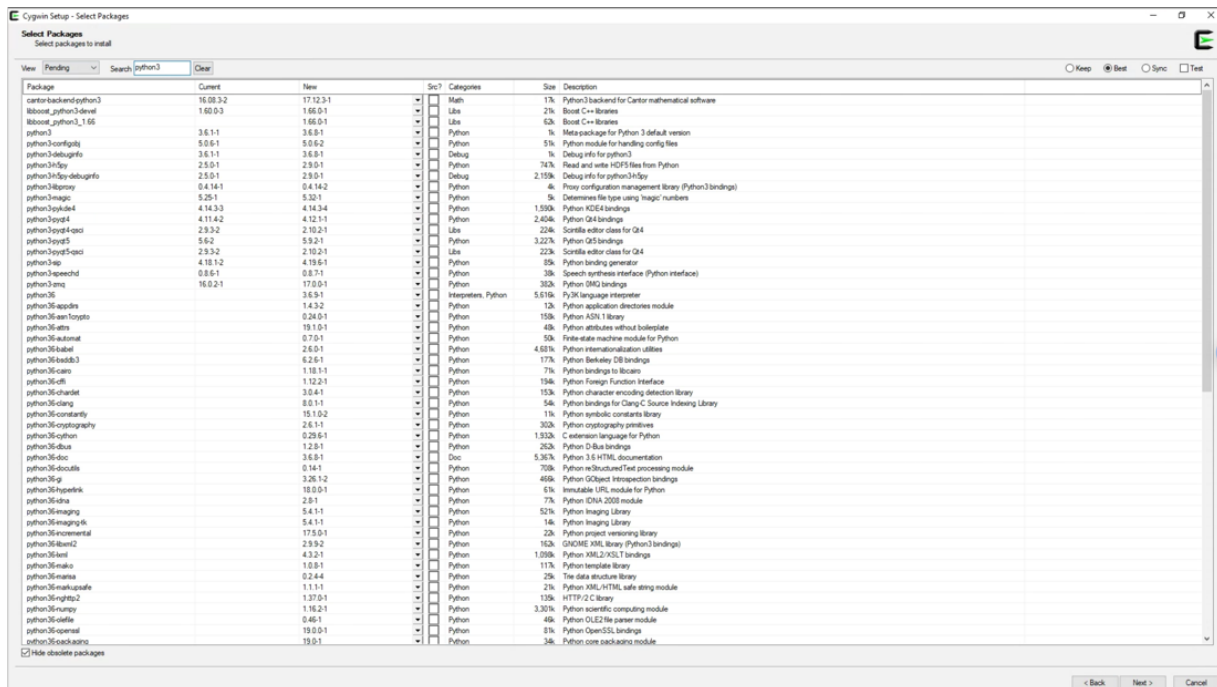 Cygwin Setup - Select Packages
Select Packages
Select packages to install
View Pending Search python3 Clear Keep Best Sync Test
Package Current New Src? Categories Size Description
cantor-backend-python3 16.08.3-2 17.12.3-1 Math 17k Python3 backend for Cantor mathematical software
libboost_python3-devel 1.60.0-3 1.66.0-1 Libs 21k Boost C++ libraries
libboost_python3_1.66 1.66.0-1 Libs 62k Boost C++ libraries
python3 3.6.1-1 3.6.8-1 Python 1k Meta-package for Python 3 default version
python3-configobj 5.0.6-1 5.0.6-2 Python 51k Python module for handling config files
python3-debuginfo 3.6.1-1 3.6.8-1 Debug 1k Debug info for python3
python3-h5py 2.5.0-1 2.9.0-1 Python 747k Read and write HDF5 files from Python
python3-h5py-debuginfo 2.5.0-1 2.9.0-1 Debug 2,159k Debug info for python3-h5py
python3-libproxy 0.4.14-1 0.4.14-2 Python 4k Proxy configuration management library (Python3 bindings)
python3-magic 5.25-1 5.32-1 Python 5k Determines file type using 'magic' numbers
python3-pykde4 4.14.3-3 4.14.3-4 Python 1,590k Python KDE4 bindings
python3-pyqt4 4.11.4-2 4.12.1-1 Python 2,404k Python Qt4 bindings
python3-pyqt4-qsci 2.9.3-2 2.10.2-1 Libs 224k Scintilla editor class for Qt4
python3-pyqt5 5.6-2 5.9.2-1 Python 3,227k Python Qt5 bindings
python3-pyqt5-qsci 2.9.3-2 2.10.2-1 Libs 223k Scintilla editor class for Qt4
python3-sip 4.18.1-2 4.19.6-1 Python 85k Python binding generator
python3-speechd 0.8.6-1 0.8.7-1 Python 38k Speech synthesis interface (Python interface)
python3-zmq 16.0.2-1 17.0.0-1 Python 382k Python 0MQ bindings
python36 3.6.9-1 Interpreters, Python 5,616k Py3K language interpreter
python36-appdirs 1.4.3-2 Python 12k Python application directories module
python36-asn1crypto 0.24.0-1 Python 158k Python ASN.1 library
python36-attrs 19.1.0-1 Python 48k Python attributes without boilerplate
python36-automat 0.7.0-1 Python 50k Finite-state machine module for Python
python36-babel 2.6.0-1 Python 4,681k Python internationalization utilities
python36-bsddb3 6.2.6-1 Python 177k Python Berkeley DB bindings
python36-cairo 1.18.1-1 Python 71k Python bindings to libcairo
python36-cffi 1.12.2-1 Python 194k Python Foreign Function Interface
python36-chardet 3.0.4-1 Python 153k Python character encoding detection library
python36-clang 8.0.1-1 Python 54k Python bindings for Clang-C Source Indexing Library
python36-constantly 15.1.0-2 Python 11k Python symbolic constants library
python36-cryptography 2.6.1-1 Python 302k Python cryptography primitives
python36-cython 0.29.6-1 Python 1,932k C extension language for Python
python36-dbus 1.2.8-1 Python 262k Python D-Bus bindings
python36-doc 3.6.8-1 Doc 5,367k Python 3.6 HTML documentation
python36-docutils 0.14-1 Python 708k Python reStructuredText processing module
python36-gi 3.26.1-2 Python 466k Python GObject Introspection bindings
python36-hyperlink 18.0.0-1 Python 61k Immutable URL module for Python
python36-idna 2.8-1 Python 77k Python IDNA 2008 module
python36-imaging 5.4.1-1 Python 521k Python Imaging Library
python36-imaging-tk 5.4.1-1 Python 14k Python Imaging Library
python36-incremental 17.5.0-1 Python 22k Python project versioning library
python36-libxml2 2.9.9-2 Python 162k GNOME XML library (Python3 bindings)
python36-lxml 4.3.2-1 Python 1,098k Python XML2/XSLT bindings
python36-mako 1.0.8-1 Python 117k Python template library
python36-marisa 0.2.4-4 Python 25k Trie data structure library
python36-markupsafe 1.1.1-1 Python 21k Python XML/HTML safe string module
python36-nghttp2 1.37.0-1 Python 135k HTTP/2 C library
python36-numpy 1.16.2-1 Python 3,301k Python scientific computing module
python36-olefile 0.46-1 Python 46k Python OLE2 file parser module
python36-openssl 19.0.0-1 Python 81k Python OpenSSL bindings
python36-packaging 19.0-1 Python 34k Python core packaging module
Hide obsolete packages
< Back Next > Cancel